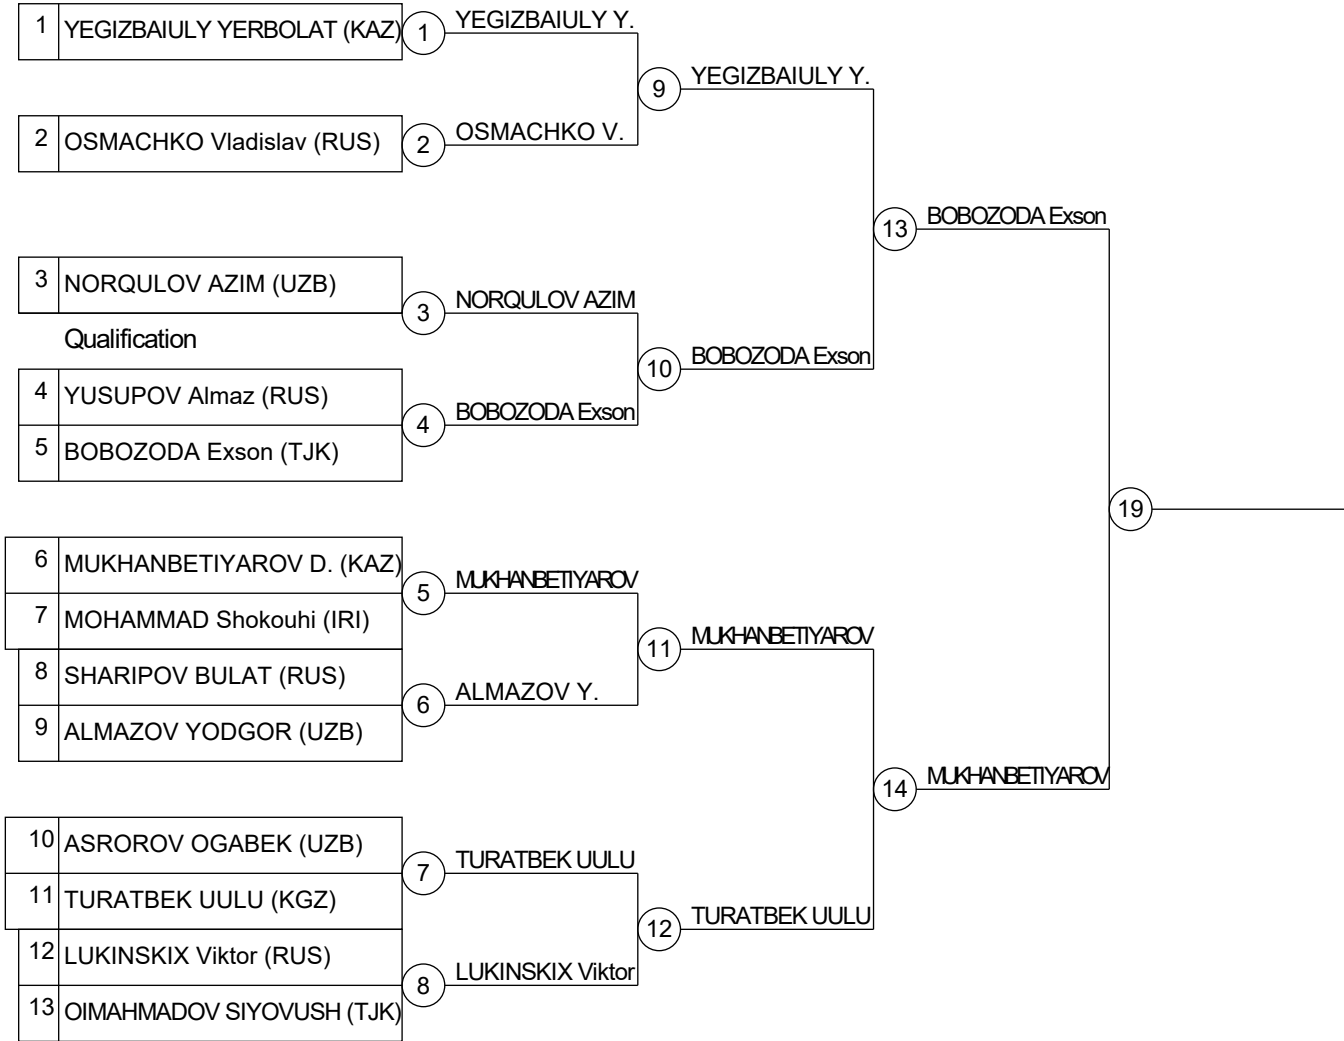 1 YEGIZBAIULY YERBOLAT (KAZ) 1 YEGIZBAIULY Y.
9 YEGIZBAIULY Y.
2 OSMACHKO Vladislav (RUS) 2 OSMACHKO V.
13 BOBOZODA Exson
3 NORQULOV AZIM (UZB) 3 NORQULOV AZIM
Qualification
10 BOBOZODA Exson
4 YUSUPOV Almaz (RUS)
4 BOBOZODA Exson
5 BOBOZODA Exson (TJK)
19
6 MUKHANBETIYAROV D. (KAZ)
5 MUKHANBETIYAROV
7 MOHAMMAD Shokouhi (IRI)
11 MUKHANBETIYAROV
8 SHARIPOV BULAT (RUS)
6 ALMAZOV Y.
9 ALMAZOV YODGOR (UZB)
14 MUKHANBETIYAROV
10 ASROROV OGABEK (UZB)
7 TURATBEK UULU
11 TURATBEK UULU (KGZ)
12 TURATBEK UULU
12 LUKINSKIX Viktor (RUS)
8 LUKINSKIX Viktor
13 OIMAHMADOV SIYOVUSH (TJK)